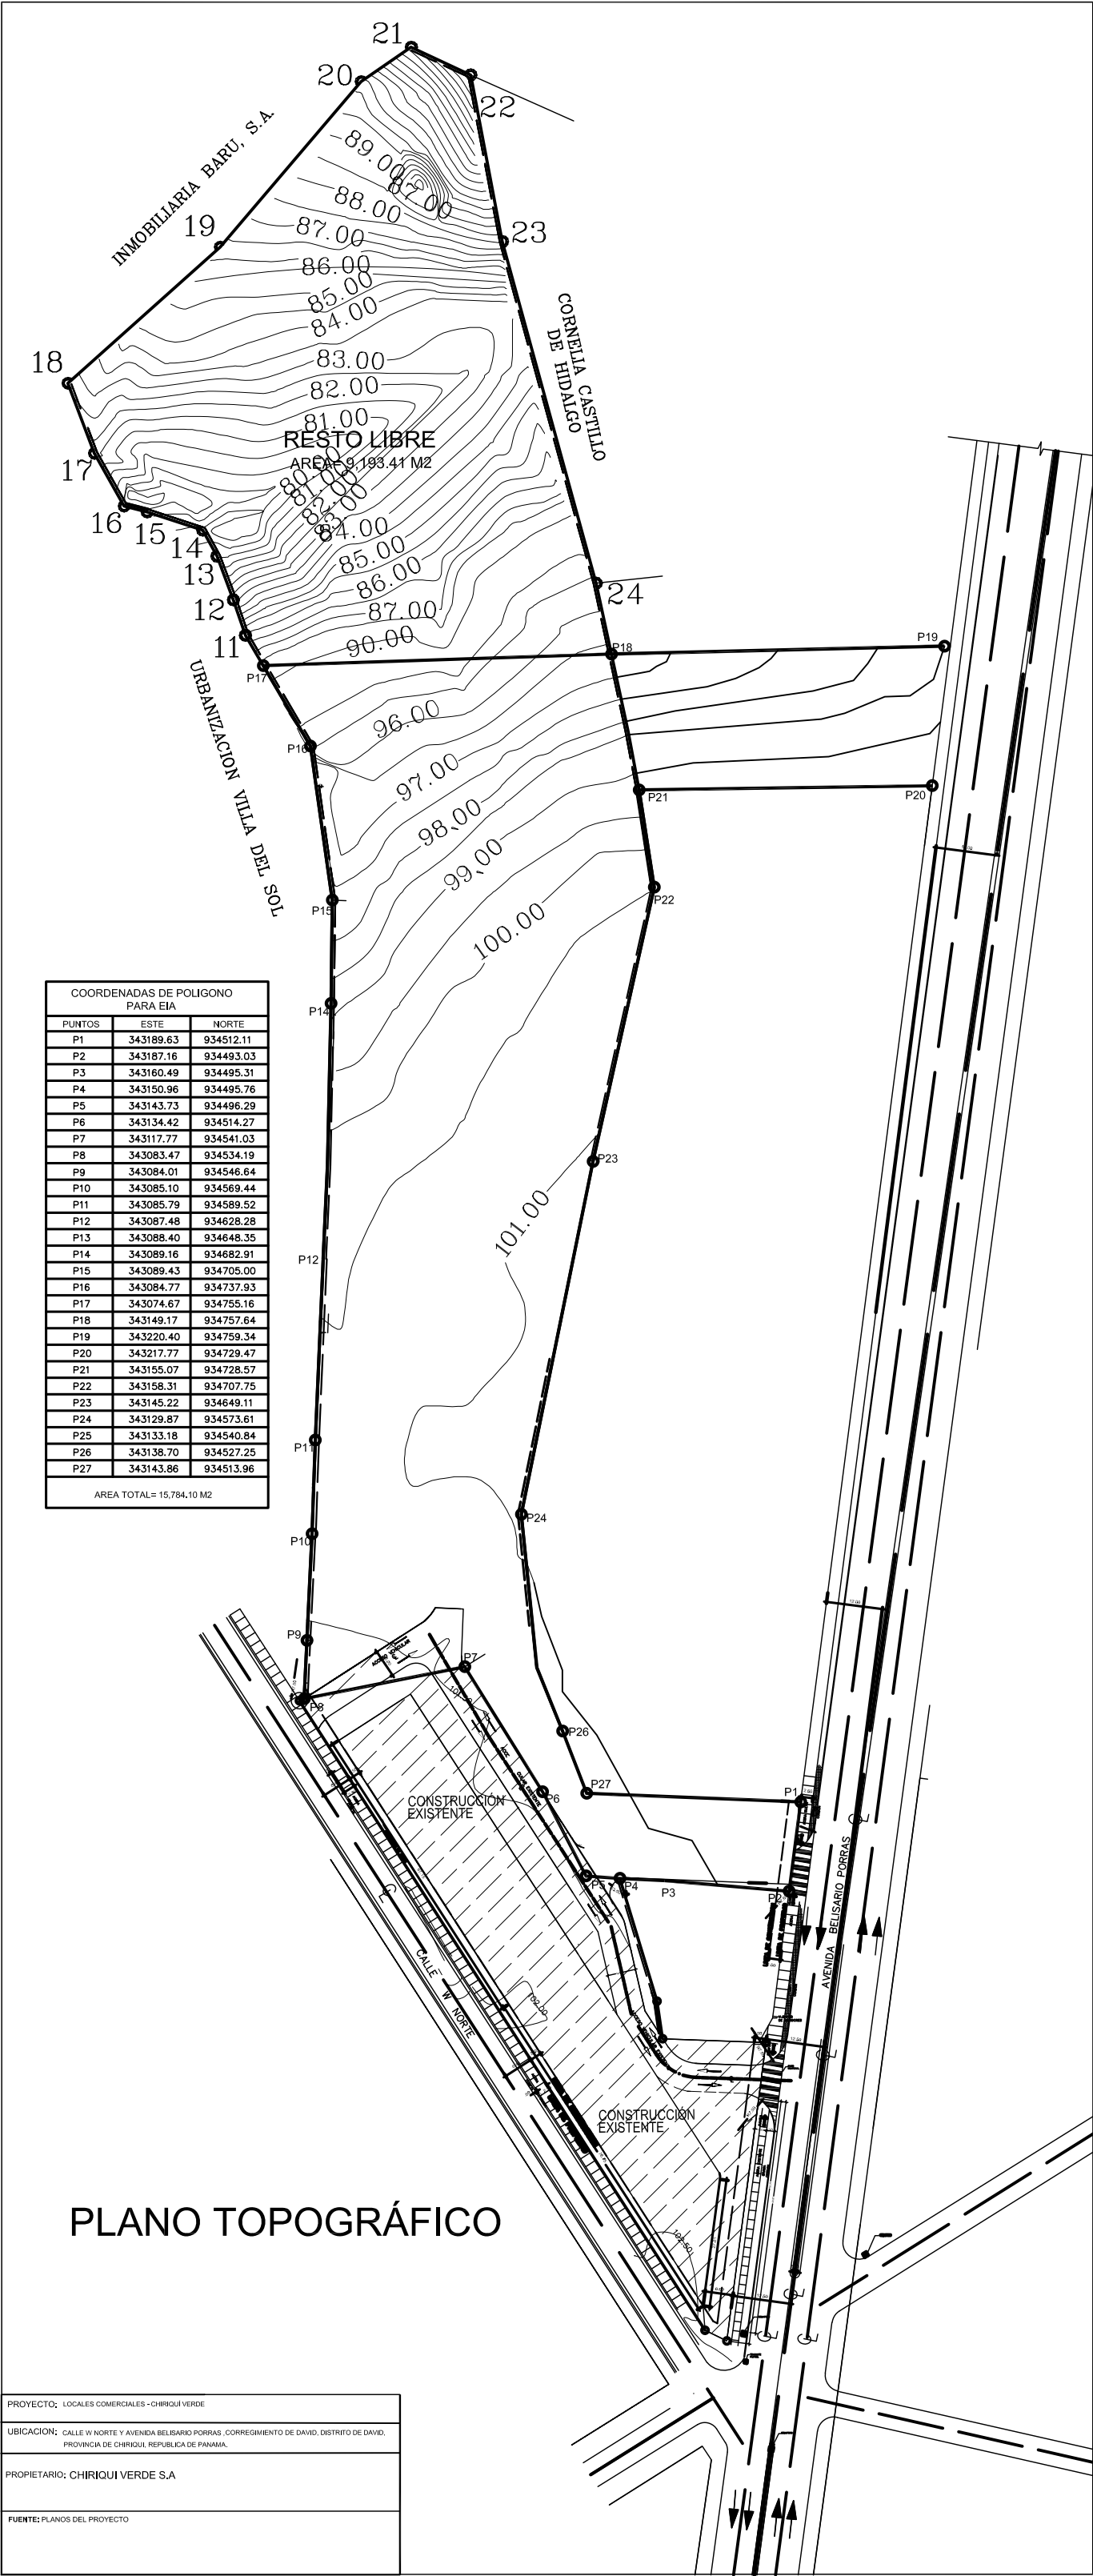 21
20
22
INMOBILIARIA BARU, S.A.
89.00
87.00
88.00
19
87.00
23
86.00
85.00
84.00
CORNELIA CASTILLO
DE HIDALGO
18
83.00
82.00
81.00
RESTO LIBRE
AREA= 9,193.41 M2
17
80.00
81.00
82.00
83.00
16
15
14
84.00
13
85.00
86.00
24
12
87.00
11
90.00
P18
P19
P17
URBANIZACION VILLA DEL SOL
96.00
P16
97.00
P21
P20
98.00
99.00
P22
P15
100.00
P14
COORDENADAS DE POLIGONO
PARA EIA
PUNTOS ESTE NORTE
P1 343189.63 934512.11
P2 343187.16 934493.03
P3 343160.49 934495.31
P4 343150.96 934495.76
P5 343143.73 934496.29
P6 343134.42 934514.27
P7 343117.77 934541.03
P8 343083.47 934534.19
P9 343084.01 934546.64
P10 343085.10 934569.44
P11 343085.79 934589.52
P12 343087.48 934628.28
P13 343088.40 934648.35
P14 343089.16 934682.91
P15 343089.43 934705.00
P16 343084.77 934737.93
P17 343074.67 934755.16
P18 343149.17 934757.64
P19 343220.40 934759.34
P20 343217.77 934729.47
P21 343155.07 934728.57
P22 343158.31 934707.75
P23 343145.22 934649.11
P24 343129.87 934573.61
P25 343133.18 934540.84
P26 343138.70 934527.25
P27 343143.86 934513.96
AREA TOTAL= 15,784.10 M2
P23
101.00
P12
P11
P24
P10
P9
P7
P8
P26
P27
P1
P6
CONSTRUCCIÓN
EXISTENTE
P5
P4
P3
P2
AVENIDA BELISARIO PORRAS
CALLE W NORTE
102.00
CONSTRUCCIÓN
EXISTENTE
102.50
PLANO TOPOGRÁFICO
PROYECTO: LOCALES COMERCIALES - CHIRIQUÍ VERDE
UBICACION: CALLE W NORTE Y AVENIDA BELISARIO PORRAS ,CORREGIMIENTO DE DAVID, DISTRITO DE DAVID,
PROVINCIA DE CHIRIQUI, REPUBLICA DE PANAMA.
PROPIETARIO: CHIRIQUI VERDE S.A
FUENTE: PLANOS DEL PROYECTO